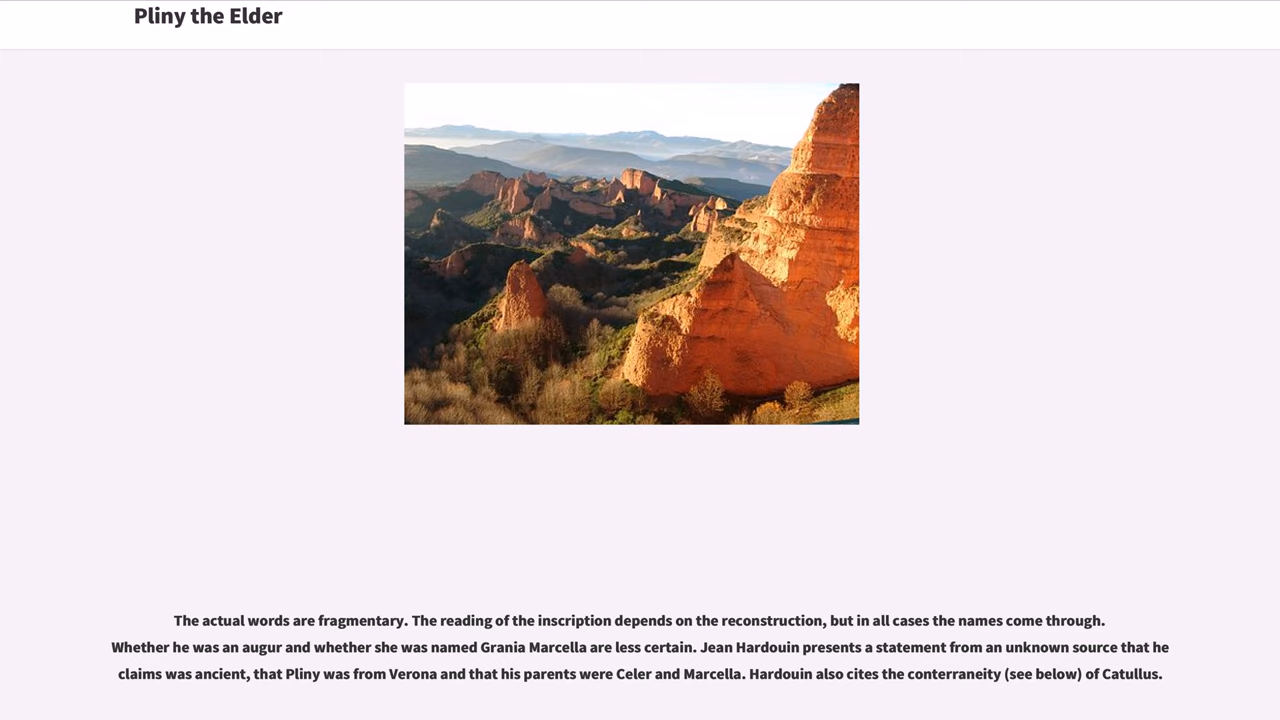 Pliny the Elder
The actual words are fragmentary. The reading of the inscription depends on the reconstruction, but in all cases the names come through.
Whether he was an augur and whether she was named Grania Marcella are less certain. Jean Hardouin presents a statement from an unknown source that he
claims was ancient, that Pliny was from Verona and that his parents were Celer and Marcella. Hardouin also cites the conterraneity (see below) of Catullus.